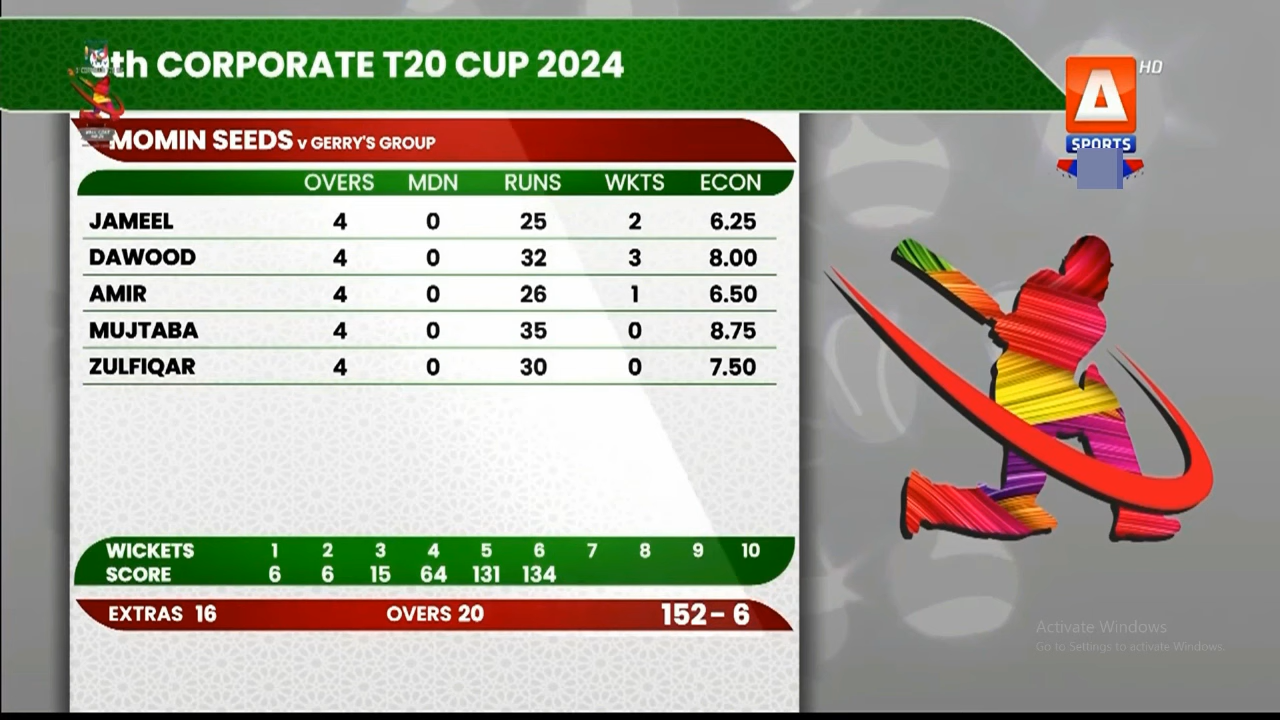 th CORPORATE T20 CUP 2024
HD
A
SPORTS
MOMIN SEEDS v GERRY'S GROUP
OVERS MDN RUNS WKTS ECON
JAMEEL 4 0 25 2 6.25
DAWOOD 4 0 32 3 8.00
AMIR 4 0 26 1 6.50
MUJTABA 4 0 35 0 8.75
ZULFIQAR 4 0 30 0 7.50
WICKETS 1 2 3 4 5 6 7 8 9 10
SCORE 6 6 15 64 131 134
EXTRAS 16 OVERS 20 152-6
Activate Windows
Go to Settings to activate Windows.